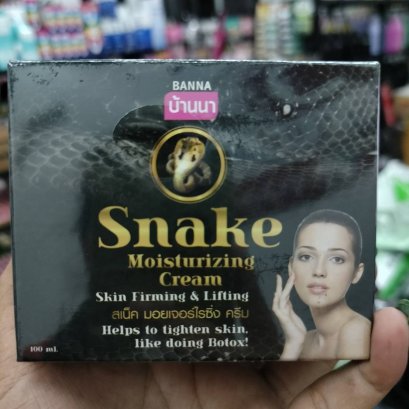 BANNA
บ้านนา
Snake
Moisturizing
Cream
Skin Firming & Lifting
สเน็ค มอยเจอร์ไรซิ่ง ครีม
Helps to tighten skin,
like doing Botox!
100 ml.